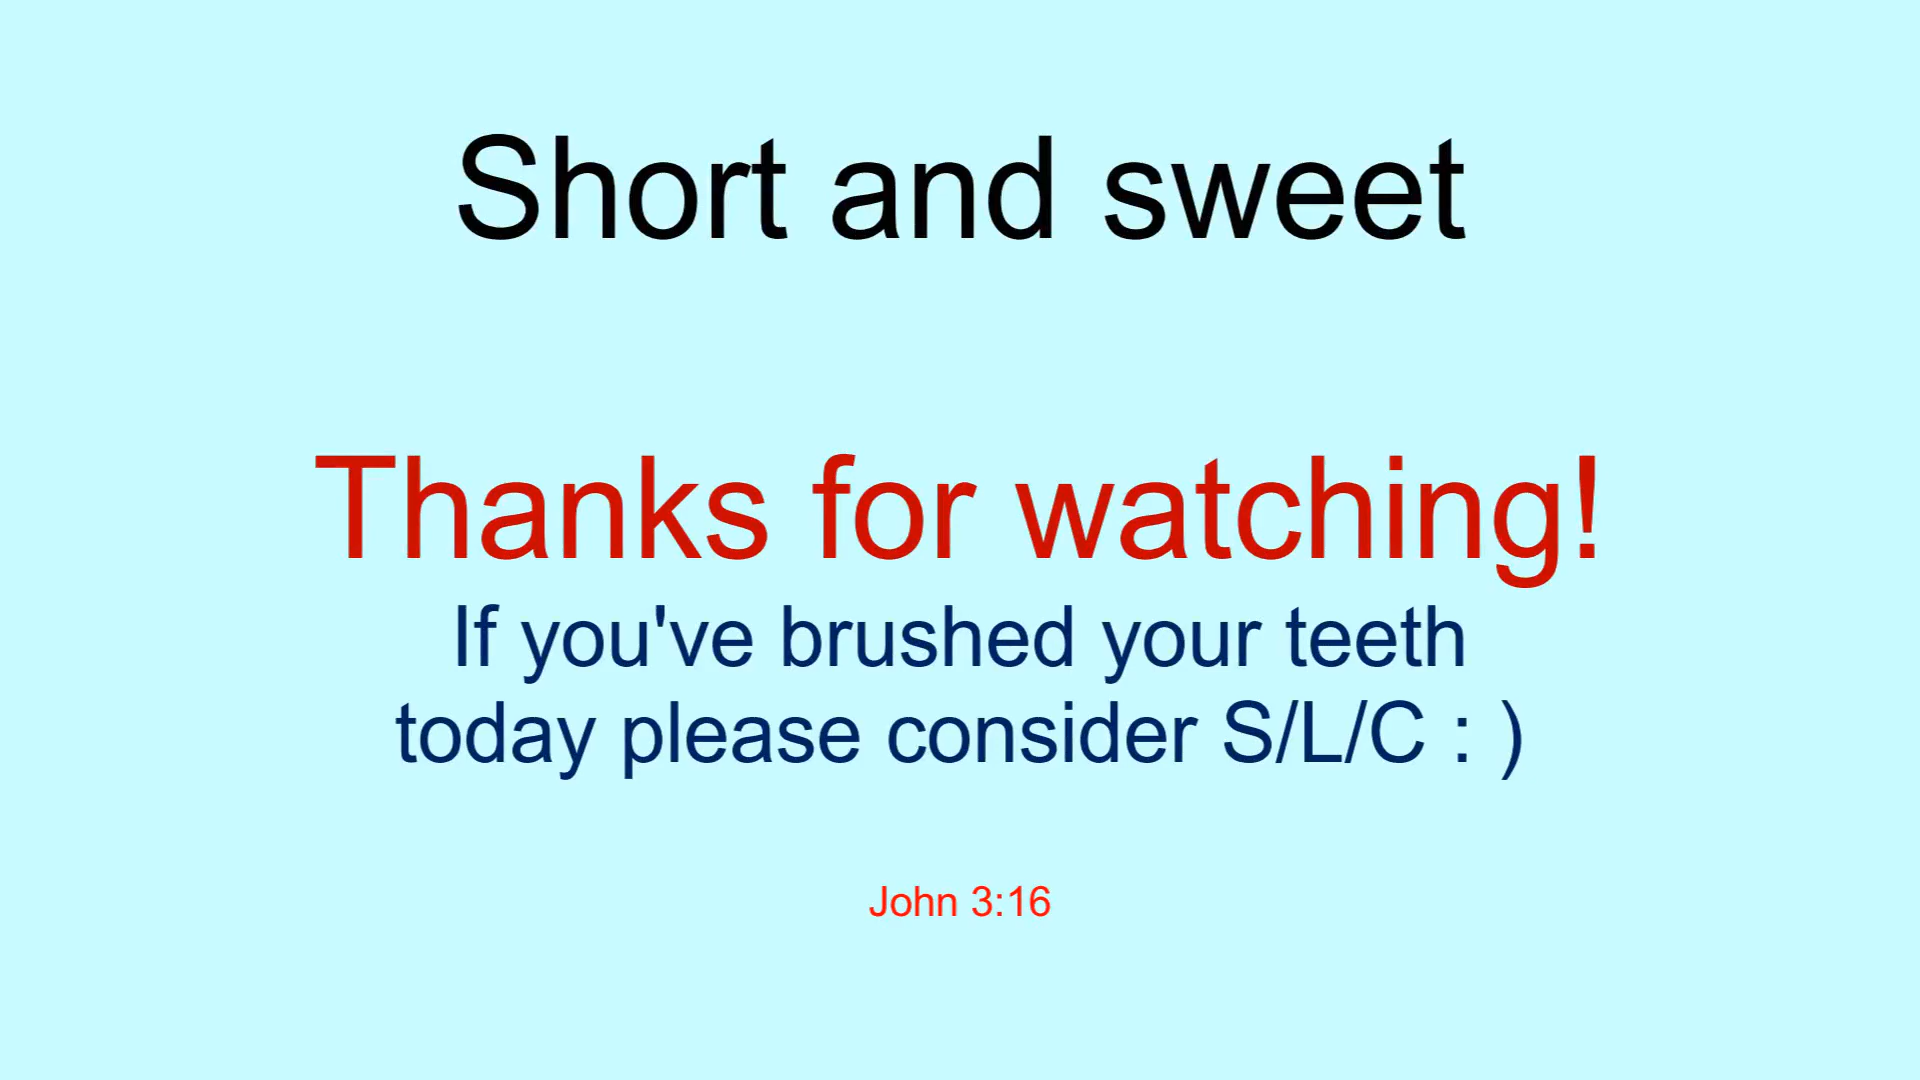 Short and sweet
Thanks for watching!
If you've brushed your teeth
today please consider S/L/C : )
John 3:16